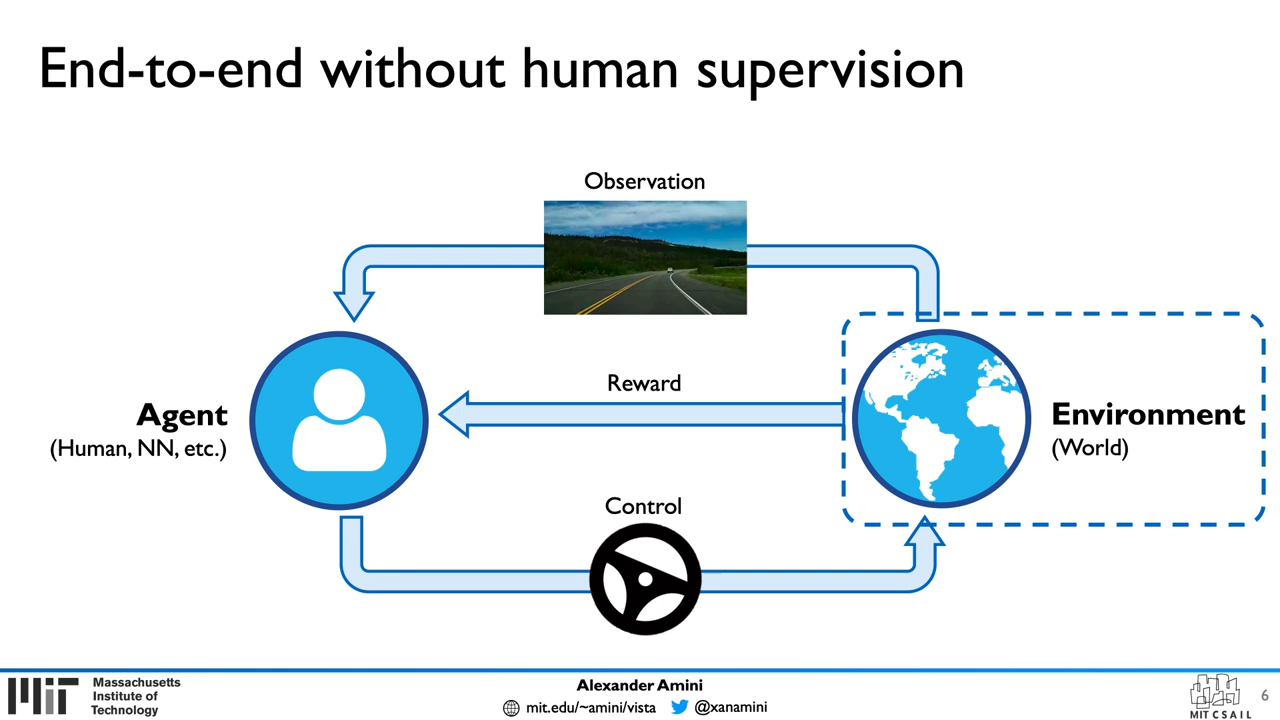 End-to-end without human supervision
Observation
Reward
Agent
(Human, NN, etc.)
Environment
(World)
Control
Massachusetts
Institute of
Technology
Alexander Amini
mit.edu/~amini/vista
@xanamini
MIT CSAIL
6